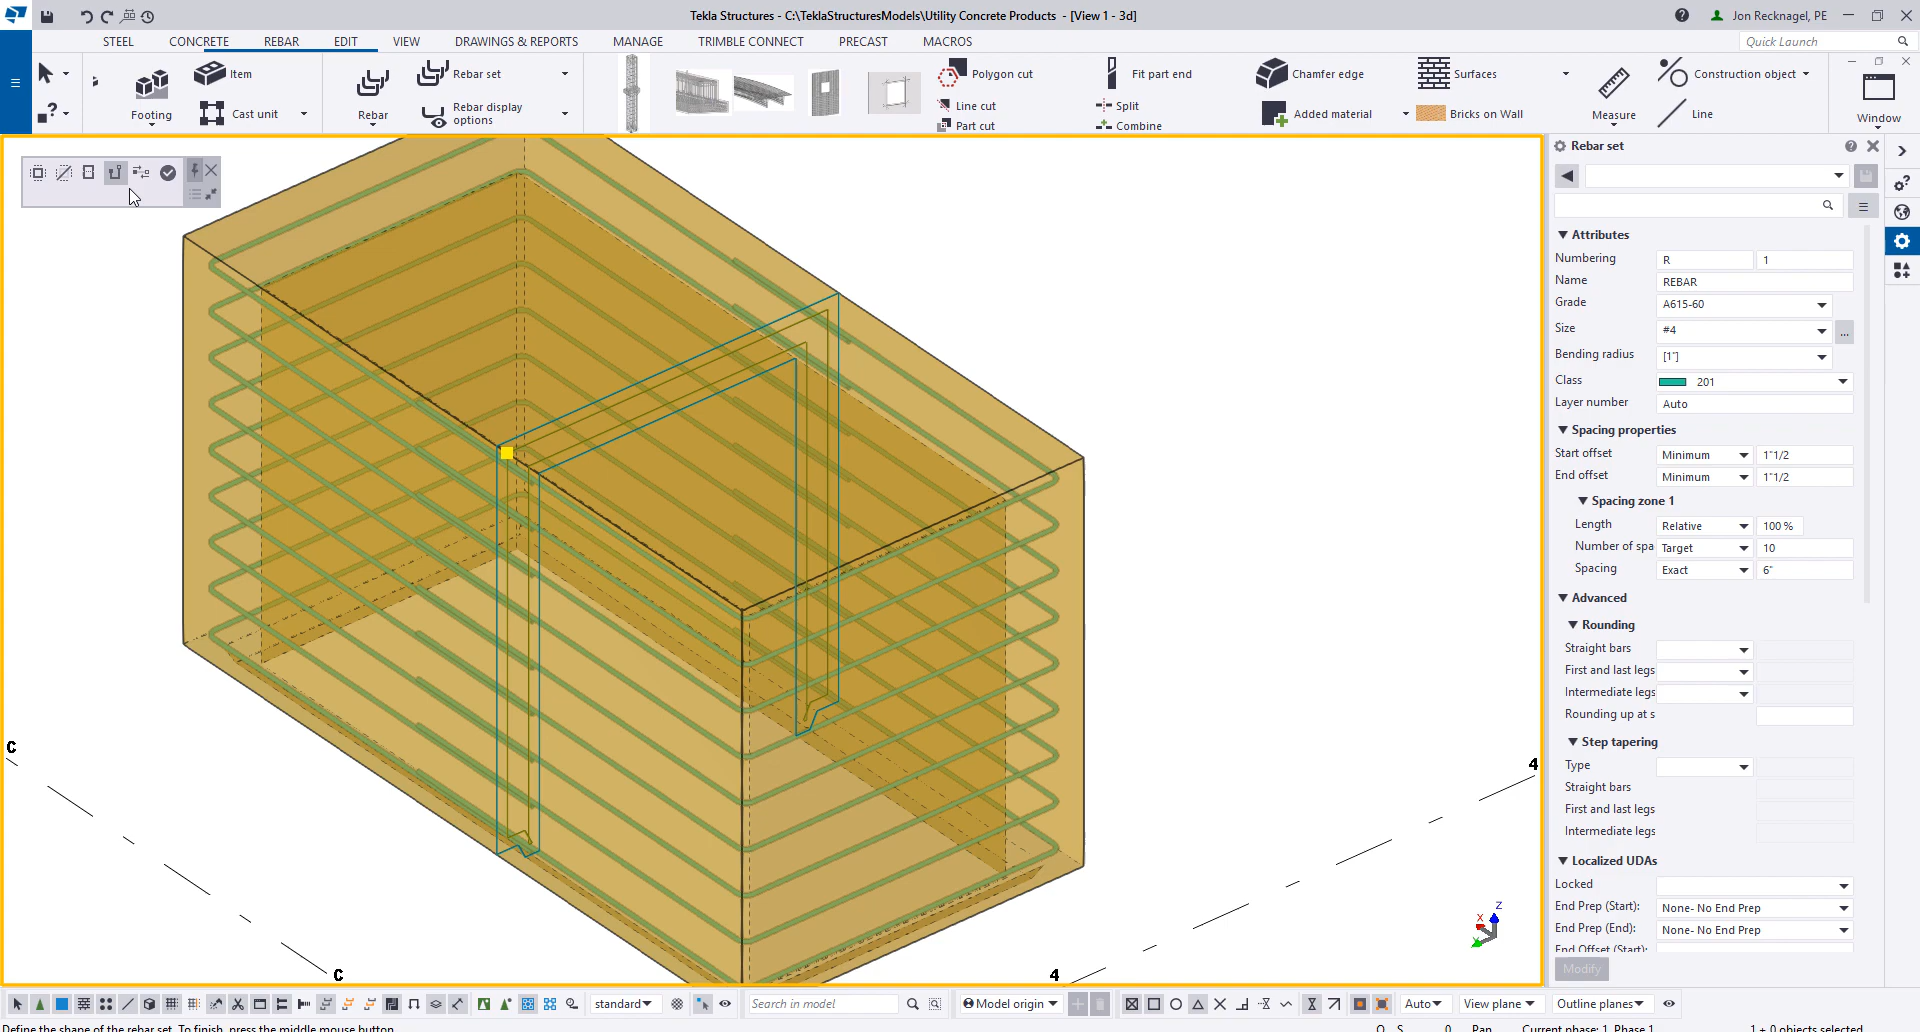 Tekla Structures - C:\TeklaStructuresModels\Utility Concrete Products - [View 1 - 3d]
Jon Recknagel, PE
STEEL CONCRETE REBAR EDIT VIEW DRAWINGS & REPORTS MANAGE TRIMBLE CONNECT PRECAST MACROS
Quick Launch
Footing
Item
Cast unit
Rebar
Rebar set
Rebar display options
Polygon cut
Line cut
Part cut
Fit part end
Split
Combine
Chamfer edge
Added material
Surfaces
Bricks on Wall
Measure
Construction object
Line
Window
Rebar set
Attributes
Numbering R 1
Name REBAR
Grade A615-60
Size #4 ...
Bending radius [1"]
Class 201
Layer number Auto
Spacing properties
Start offset Minimum 1"1/2
End offset Minimum 1"1/2
Spacing zone 1
Length Relative 100 %
Number of spa Target 10
Spacing Exact 6"
Advanced
Rounding
Straight bars
First and last legs
Intermediate legs
Rounding up at s
Step tapering
Type
Straight bars
First and last legs
Intermediate legs
Localized UDAs
Locked
End Prep (Start): None- No End Prep
End Prep (End): None- No End Prep
End Offset (Start):
Modify
C
4
C
4
Z
X
standard
Search in model
Model origin
Auto
View plane
Outline planes
Define the shape of the rebar set. To finish, press the middle mouse button.
O S 0 Pan Current phase: 1, Phase 1 1 + 0 objects selected